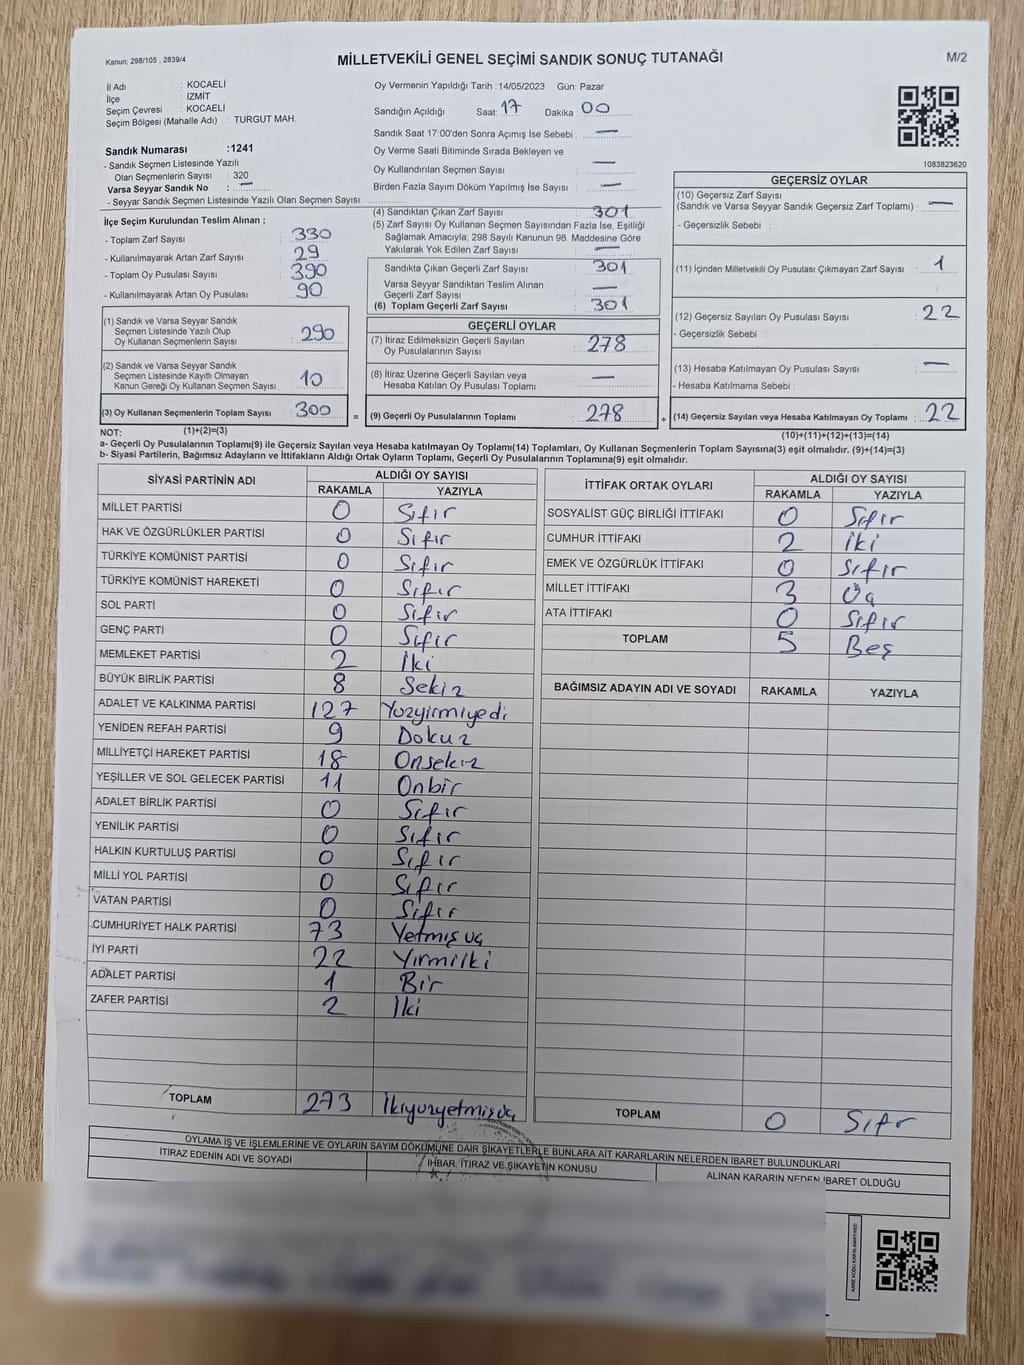 Kanun; 298/105 , 2839/4
MİLLETVEKİLİ GENEL SEÇİMİ SANDIK SONUÇ TUTANAĞI
M/2
İl Adı : KOCAELİ
İlçe : İZMİT
Seçim Çevresi : KOCAELİ
Seçim Bölgesi (Mahalle Adı) : TURGUT MAH.
Sandık Numarası :1241
- Sandık Seçmen Listesinde Yazılı
Olan Seçmenlerin Sayısı : 320
Varsa Seyyar Sandık No : —
- Seyyar Sandık Seçmen Listesinde Yazılı Olan Seçmen Sayısı:
Oy Vermenin Yapıldığı Tarih :14/05/2023 Gün: Pazar
Sandığın Açıldığı Saat: 17 Dakika : 00
Sandık Saat 17:00'den Sonra Açımış İse Sebebi : —
Oy Verme Saati Bitiminde Sırada Bekleyen ve
Oy Kullandırılan Seçmen Sayısı : —
Birden Fazla Sayım Döküm Yapılmış İse Sayısı : —
1083823620
İlçe Seçim Kurulundan Teslim Alınan ;
- Toplam Zarf Sayısı : 330
- Kullanılmayarak Artan Zarf Sayısı : 29
- Toplam Oy Pusulası Sayısı : 390
- Kullanılmayarak Artan Oy Pusulası : 90
(4) Sandıktan Çıkan Zarf Sayısı : 301
(5) Zarf Sayısı Oy Kullanan Seçmen Sayısından Fazla İse, Eşitliği
Sağlamak Amacıyla, 298 Sayılı Kanunun 98. Maddesine Göre
Yakılarak Yok Edilen Zarf Sayısı : —
Sandıkta Çıkan Geçerli Zarf Sayısı : 301
Varsa Seyyar Sandıktan Teslim Alınan
Geçerli Zarf Sayısı : —
(6) Toplam Geçerli Zarf Sayısı : 301
GEÇERSİZ OYLAR
(10) Geçersiz Zarf Sayısı
(Sandık ve Varsa Seyyar Sandık Geçersiz Zarf Toplamı) : —
- Geçersizlik Sebebi :
(11) İçinden Milletvekili Oy Pusulası Çıkmayan Zarf Sayısı : 1
(12) Geçersiz Sayılan Oy Pusulası Sayısı : 22
- Geçersizlik Sebebi :
(13) Hesaba Katılmayan Oy Pusulası Sayısı : —
- Hesaba Katılmama Sebebi :
(14) Geçersiz Sayılan veya Hesaba Katılmayan Oy Toplamı : 22
(10)+(11)+(12)+(13)=(14)
(1) Sandık ve Varsa Seyyar Sandık
Seçmen Listesinde Yazılı Olup
Oy Kullanan Seçmenlerin Sayısı : 290
(2) Sandık ve Varsa Seyyar Sandık
Seçmen Listesinde Kayıtlı Olmayan
Kanun Gereği Oy Kullanan Seçmen Sayısı : 10
(3) Oy Kullanan Seçmenlerin Toplam Sayısı : 300 =
GEÇERLİ OYLAR
(7) İtiraz Edilmeksizin Geçerli Sayılan
Oy Pusulalarının Sayısı : 278
(8) İtiraz Üzerine Geçerli Sayılan veya
Hesaba Katılan Oy Pusulası Toplamı : —
(9) Geçerli Oy Pusulalarının Toplamı : 278 +
NOT: (1)+(2)=(3)
a- Geçerli Oy Pusulalarının Toplamı(9) ile Geçersiz Sayılan veya Hesaba katılmayan Oy Toplamı(14) Toplamları, Oy Kullanan Seçmenlerin Toplam Sayısına(3) eşit olmalıdır. (9)+(14)=(3)
b- Siyasi Partilerin, Bağımsız Adayların ve İttifakların Aldığı Ortak Oyların Toplamı, Geçerli Oy Pusulalarının Toplamına(9) eşit olmalıdır.
SİYASİ PARTİNİN ADI ALDIĞI OY SAYISI
RAKAMLA YAZIYLA
MİLLET PARTİSİ 0 Sıfır
HAK VE ÖZGÜRLÜKLER PARTİSİ 0 Sıfır
TÜRKİYE KOMÜNİST PARTİSİ 0 Sıfır
TÜRKİYE KOMÜNİST HAREKETİ 0 Sıfır
SOL PARTİ 0 Sıfır
GENÇ PARTİ 0 Sıfır
MEMLEKET PARTİSİ 2 İki
BÜYÜK BİRLİK PARTİSİ 8 Sekiz
ADALET VE KALKINMA PARTİSİ 127 Yüzyirmiyedi
YENİDEN REFAH PARTİSİ 9 Dokuz
MİLLİYETÇİ HAREKET PARTİSİ 18 Onsekiz
YEŞİLLER VE SOL GELECEK PARTİSİ 11 Onbir
ADALET BİRLİK PARTİSİ 0 Sıfır
YENİLİK PARTİSİ 0 Sıfır
HALKIN KURTULUŞ PARTİSİ 0 Sıfır
MİLLİ YOL PARTİSİ 0 Sıfır
VATAN PARTİSİ 0 Sıfır
CUMHURİYET HALK PARTİSİ 73 Yetmişüç
İYİ PARTİ 22 Yirmiiki
ADALET PARTİSİ 1 Bir
ZAFER PARTİSİ 2 İki
TOPLAM 273 İkiyüzyetmişüç
İTTİFAK ORTAK OYLARI ALDIĞI OY SAYISI
RAKAMLA YAZIYLA
SOSYALİST GÜÇ BİRLİĞİ İTTİFAKI 0 Sıfır
CUMHUR İTTİFAKI 2 İki
EMEK VE ÖZGÜRLÜK İTTİFAKI 0 Sıfır
MİLLET İTTİFAKI 3 Üç
ATA İTTİFAKI 0 Sıfır
TOPLAM 5 Beş
BAĞIMSIZ ADAYIN ADI VE SOYADI RAKAMLA YAZIYLA
TOPLAM 0 Sıfır
OYLAMA İŞ VE İŞLEMLERİNE VE OYLARIN SAYIM DÖKÜMÜNE DAİR ŞİKAYETLERLE BUNLARA AİT KARARLARIN NELERDEN İBARET BULUNDUKLARI
İTİRAZ EDENİN ADI VE SOYADI İHBAR, İTİRAZ VE ŞİKAYETİN KONUSU ALINAN KARARIN NEDEN İBARET OLDUĞU
KARE KODU KARALAMAYINIZ!